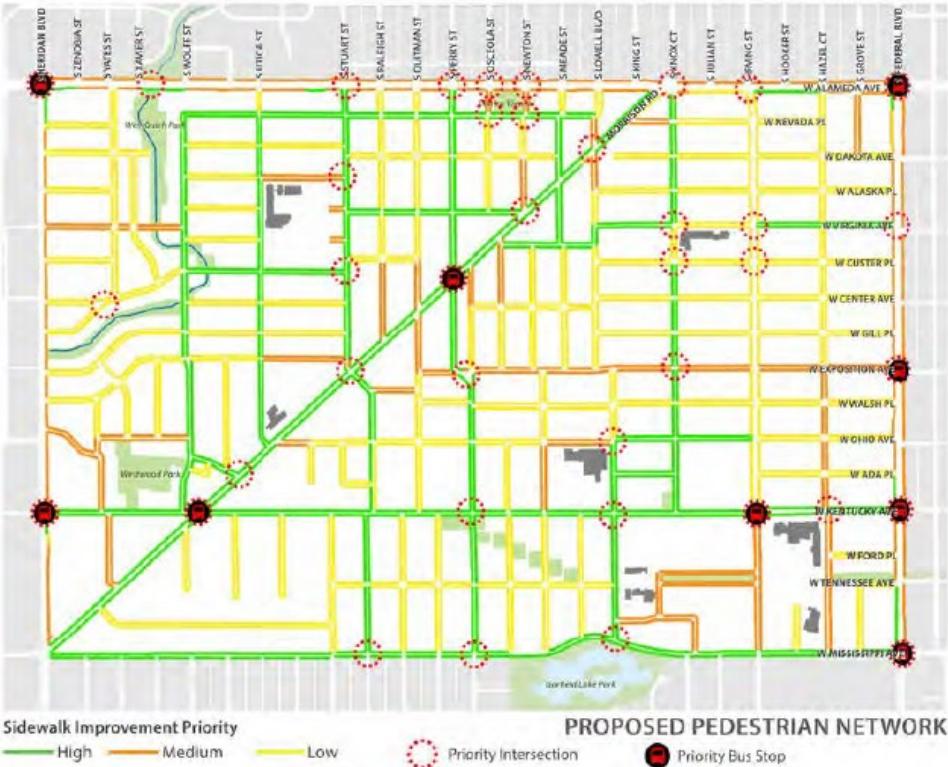 S ZENOBIA ST
S YATES ST
S XAVIER ST
S WOLFF ST
S UTICA ST
S STUART ST
S RALEIGH ST
S QUITMAN ST
S PERRY ST
S OSCEOLA ST
S NEWTON ST
S MEADE ST
S LOWELL BLVD
S KING ST
S KNOX CT
S JULIAN ST
S IRVING ST
S HOOKER ST
S HAZEL CT
S GROVE ST
FEDERAL BLVD
W ALAMEDA AVE
S MORRISON RD
W NEVADA PL
W DAKOTA AVE
W ALASKA PL
W VIRGINIA AVE
W CUSTER PL
W CENTER AVE
W GILL PL
W EXPOSITION AVE
W WALSH PL
W OHIO AVE
Westwood Park
W ADA PL
W KENTUCKY AVE
W FORD PL
W TENNESSEE AVE
W MISSISSIPPI AVE
Garfield Lake Park
Sidewalk Improvement Priority
High
Medium
Low
Priority Intersection
PROPOSED PEDESTRIAN NETWORK
Priority Bus Stop